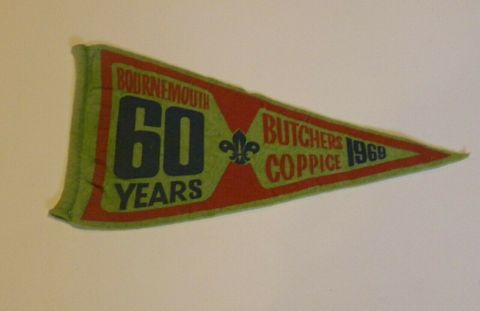 BOURNEMOUTH
60
YEARS
BUTCHERS
COPPICE
1969